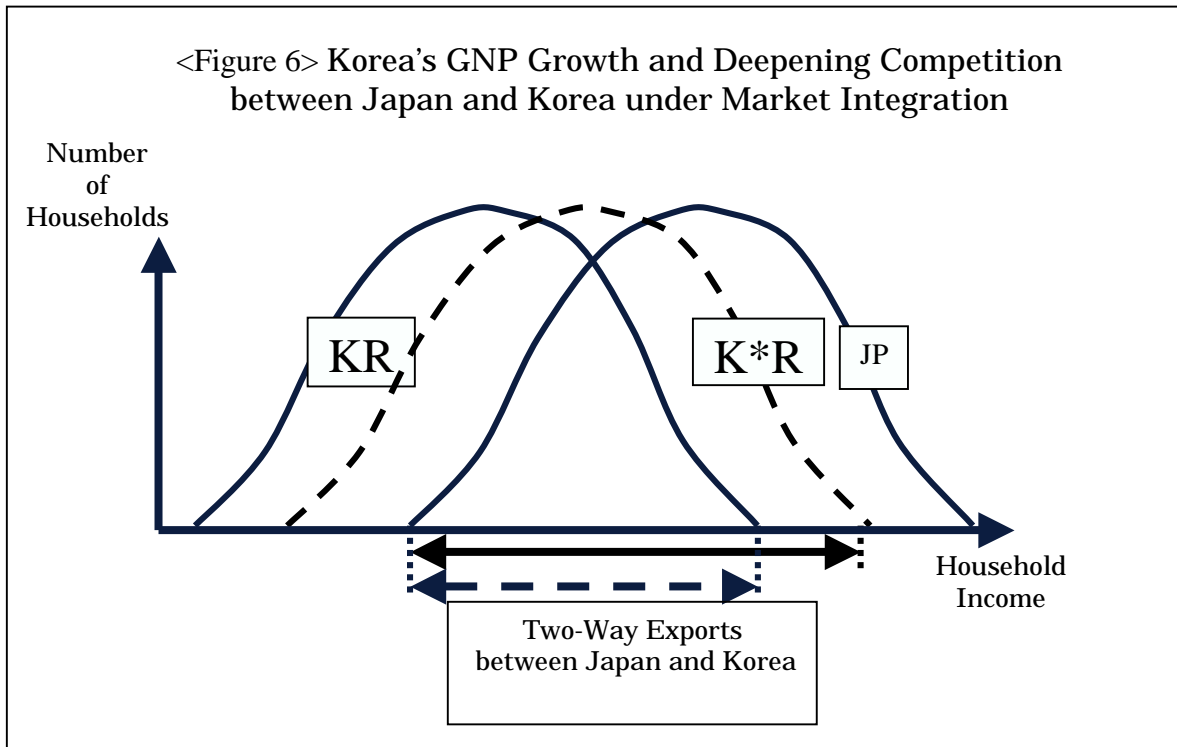 <Figure 6> Korea’s GNP Growth and Deepening Competition
between Japan and Korea under Market Integration
Number
of
Households
KR
K*R
JP
Household
Income
Two-Way Exports
between Japan and Korea